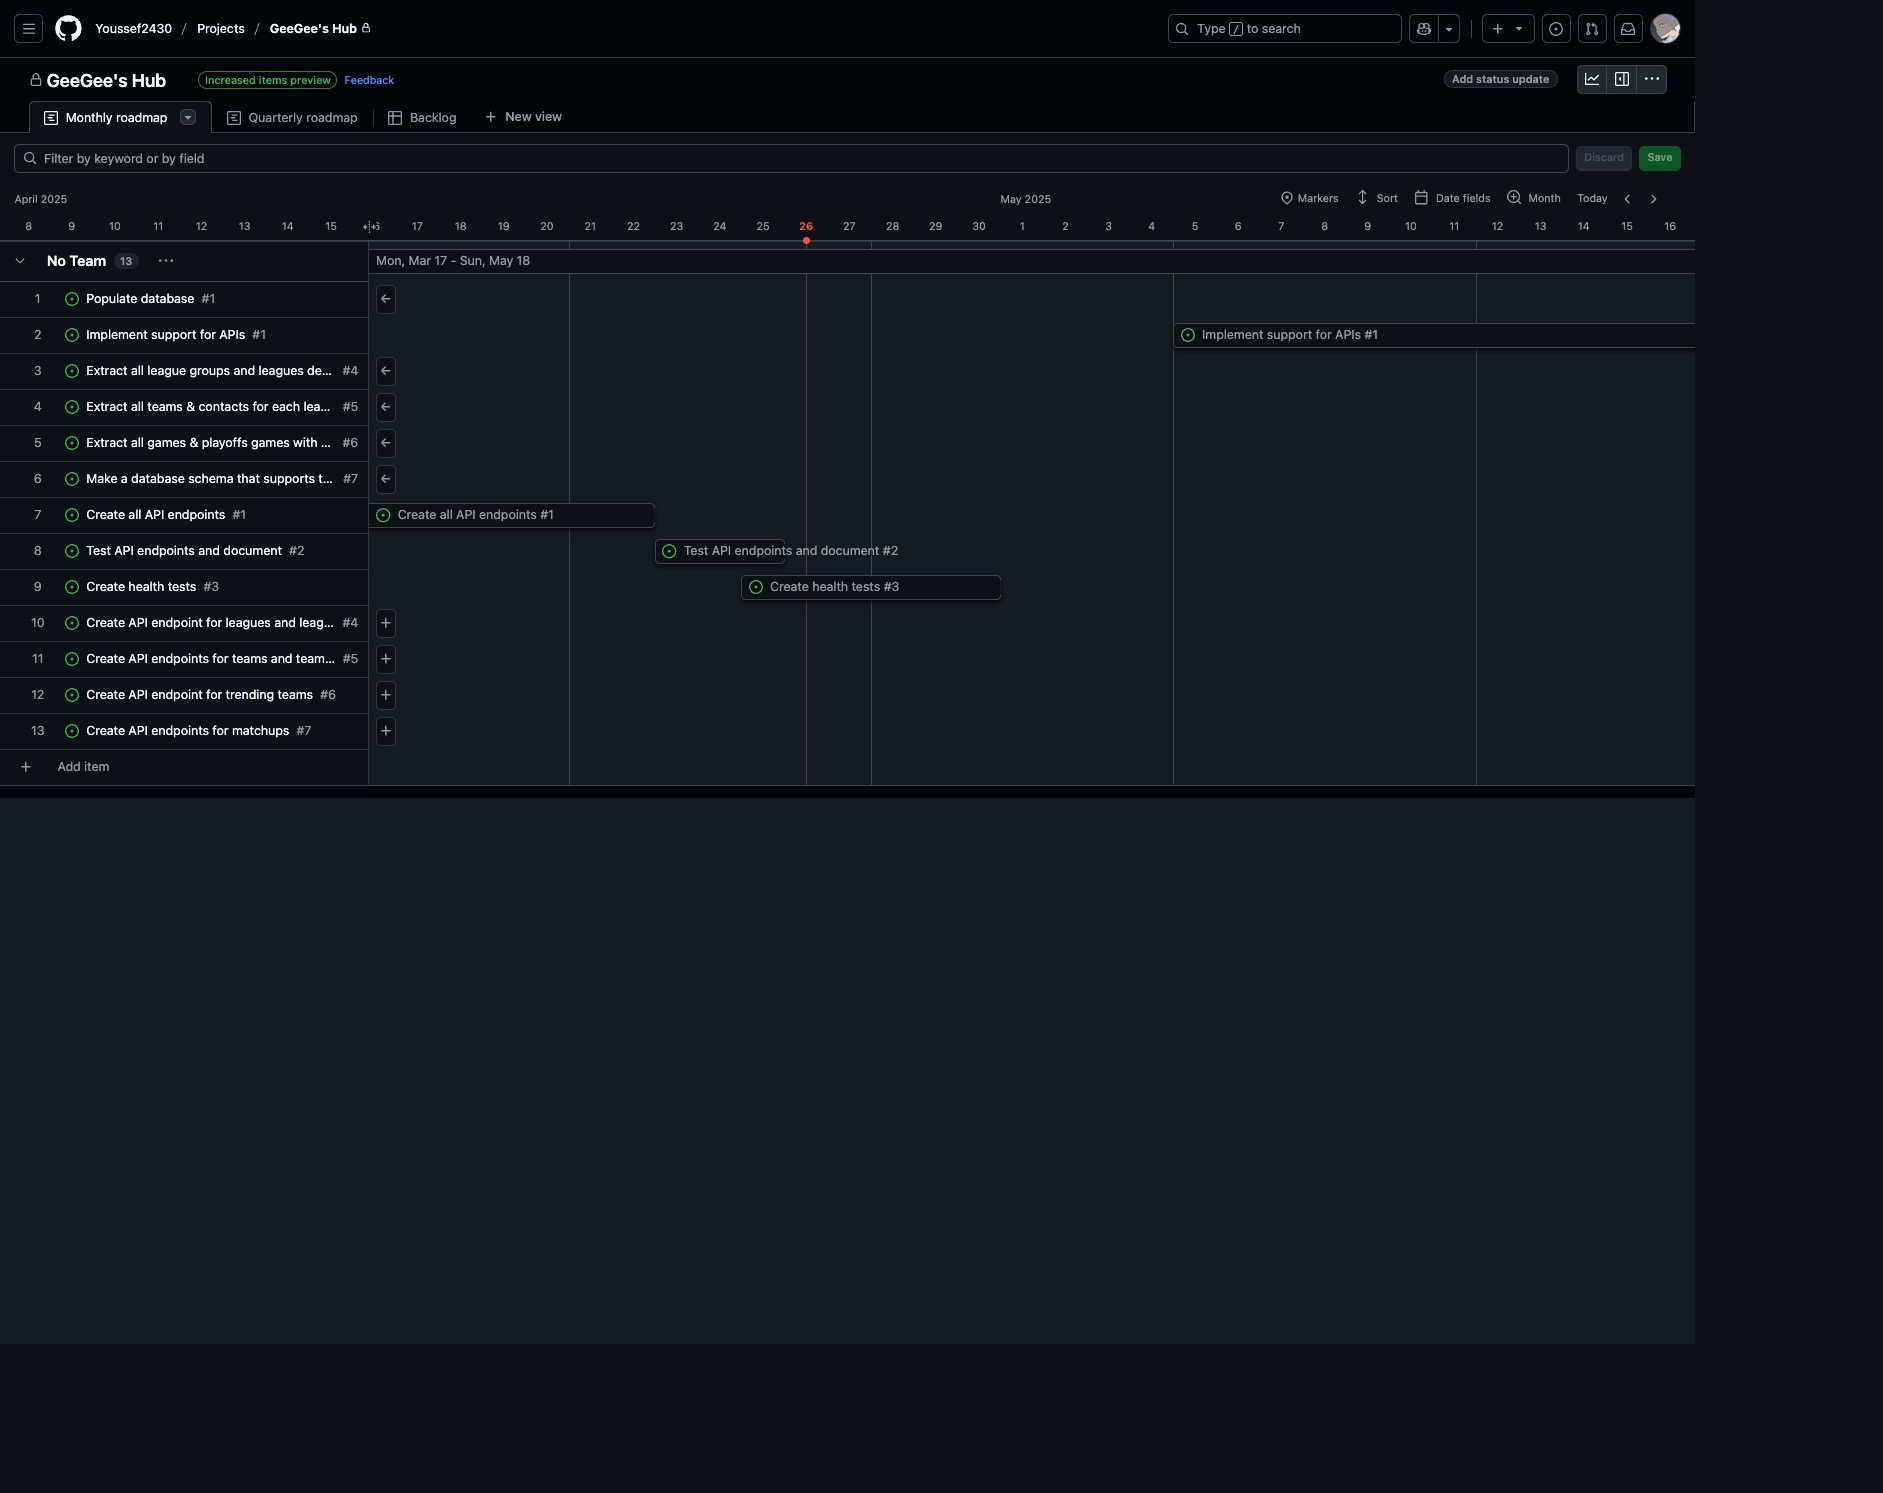 Youssef2430 / Projects / GeeGee's Hub
Type / to search
GeeGee's Hub Increased items preview Feedback
Add status update
Monthly roadmap Quarterly roadmap Backlog + New view
Filter by keyword or by field
Discard Save
April 2025 May 2025
Markers Sort Date fields Month Today
8 9 10 11 12 13 14 15 17 18 19 20 21 22 23 24 25 26 27 28 29 30 1 2 3 4 5 6 7 8 9 10 11 12 13 14 15 16
No Team 13 ...
Mon, Mar 17 - Sun, May 18
1 Populate database #1
2 Implement support for APIs #1
Implement support for APIs #1
3 Extract all league groups and leagues de... #4
4 Extract all teams & contacts for each lea... #5
5 Extract all games & playoffs games with ... #6
6 Make a database schema that supports t... #7
7 Create all API endpoints #1
Create all API endpoints #1
8 Test API endpoints and document #2
Test API endpoints and document #2
9 Create health tests #3
Create health tests #3
10 Create API endpoint for leagues and leag... #4
11 Create API endpoints for teams and team... #5
12 Create API endpoint for trending teams #6
13 Create API endpoints for matchups #7
+ Add item